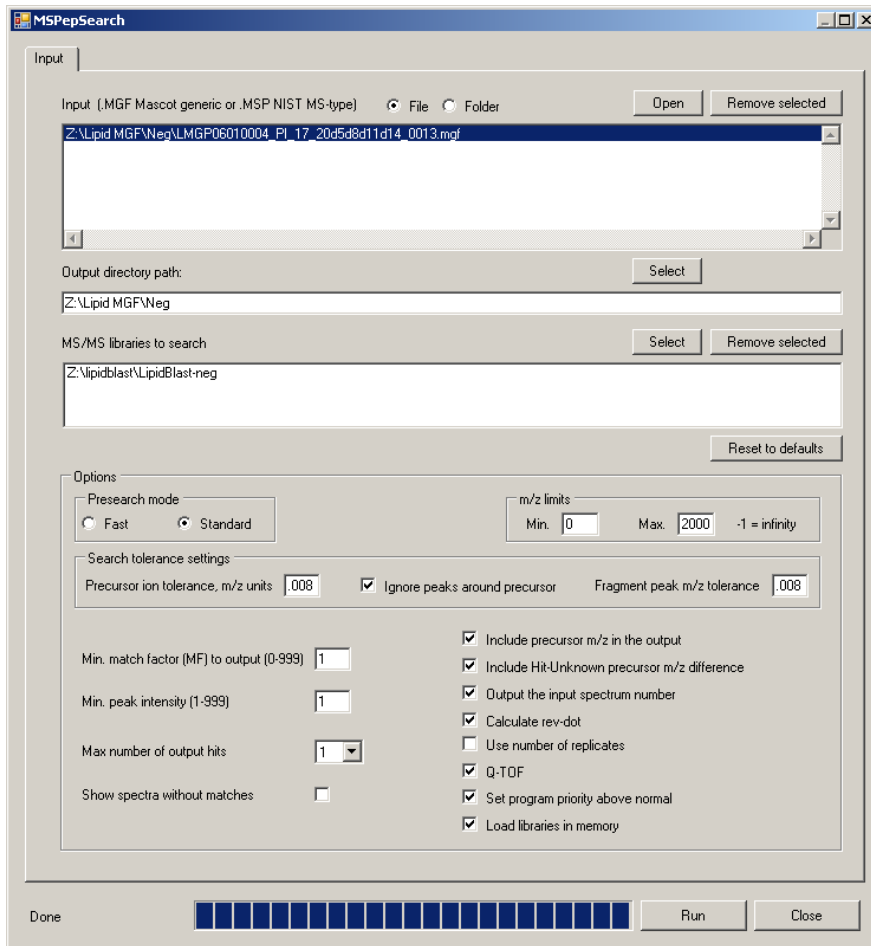 MSPepSearch
Input
Input (.MGF Mascot generic or .MSP NIST MS-type) File Folder Open Remove selected
Z:\Lipid MGF\Neg\LMGP06010004_PI_17_20d5d8d11d14_0013.mgf
Output directory path: Select
Z:\Lipid MGF\Neg
MS/MS libraries to search Select Remove selected
Z:\lipidblast\LipidBlast-neg
Reset to defaults
Options
Presearch mode m/z limits
Fast Standard Min. 0 Max. 2000 -1 = infinity
Search tolerance settings
Precursor ion tolerance, m/z units .008 Ignore peaks around precursor Fragment peak m/z tolerance .008
Min. match factor (MF) to output (0-999) 1
Min. peak intensity (1-999) 1
Max number of output hits 1
Show spectra without matches
Include precursor m/z in the output
Include Hit-Unknown precursor m/z difference
Output the input spectrum number
Calculate rev-dot
Use number of replicates
Q-TOF
Set program priority above normal
Load libraries in memory
Done Run Close